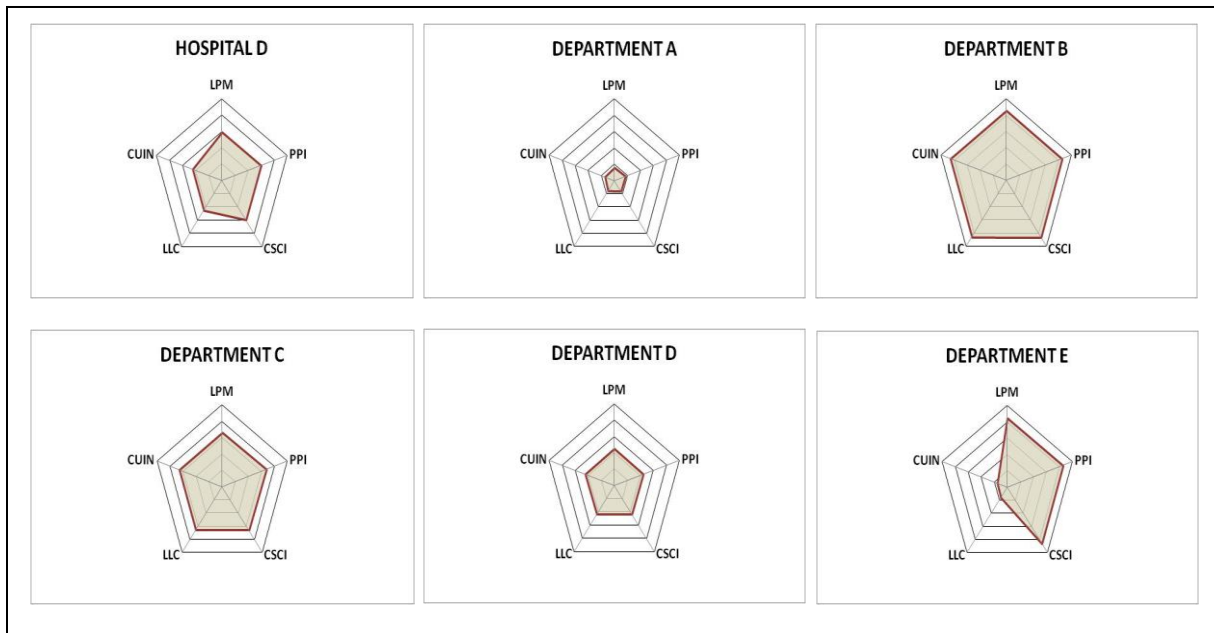 HOSPITAL D
LPM
CUIN
PPI
LLC
CSCI
DEPARTMENT A
LPM
CUIN
PPI
LLC
CSCI
DEPARTMENT B
LPM
CUIN
PPI
LLC
CSCI
DEPARTMENT C
LPM
CUIN
PPI
LLC
CSCI
DEPARTMENT D
LPM
CUIN
PPI
LLC
CSCI
DEPARTMENT E
LPM
CUIN
PPI
LLC
CSCI